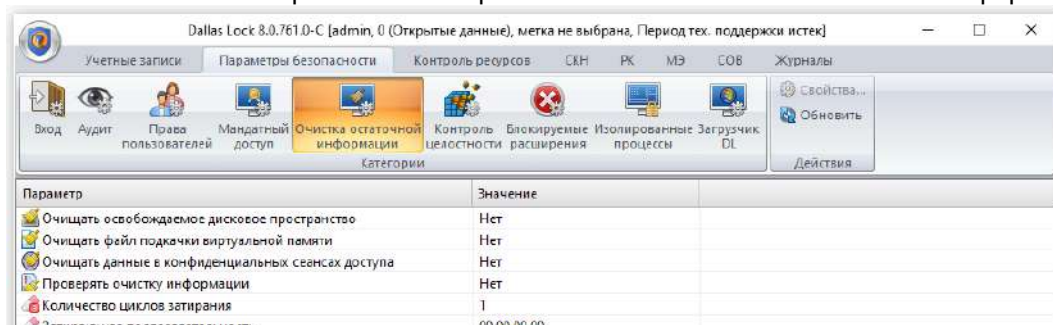 Dallas Lock 8.0.761.0-C [admin, 0 (Открытые данные), метка не выбрана, Период тех. поддержки истек]
Учетные записи Параметры безопасности Контроль ресурсов СКН РК МЭ СОВ Журналы
Вход Аудит Права пользователей Мандатный доступ Очистка остаточной информации Контроль целостности Блокируемые расширения Изолированные процессы Загрузчик DL
Свойства...
Обновить
Категории Действия
Параметр Значение
Очищать освобождаемое дисковое пространство Нет
Очищать файл подкачки виртуальной памяти Нет
Очищать данные в конфиденциальных сеансах доступа Нет
Проверять очистку информации Нет
Количество циклов затирания 1